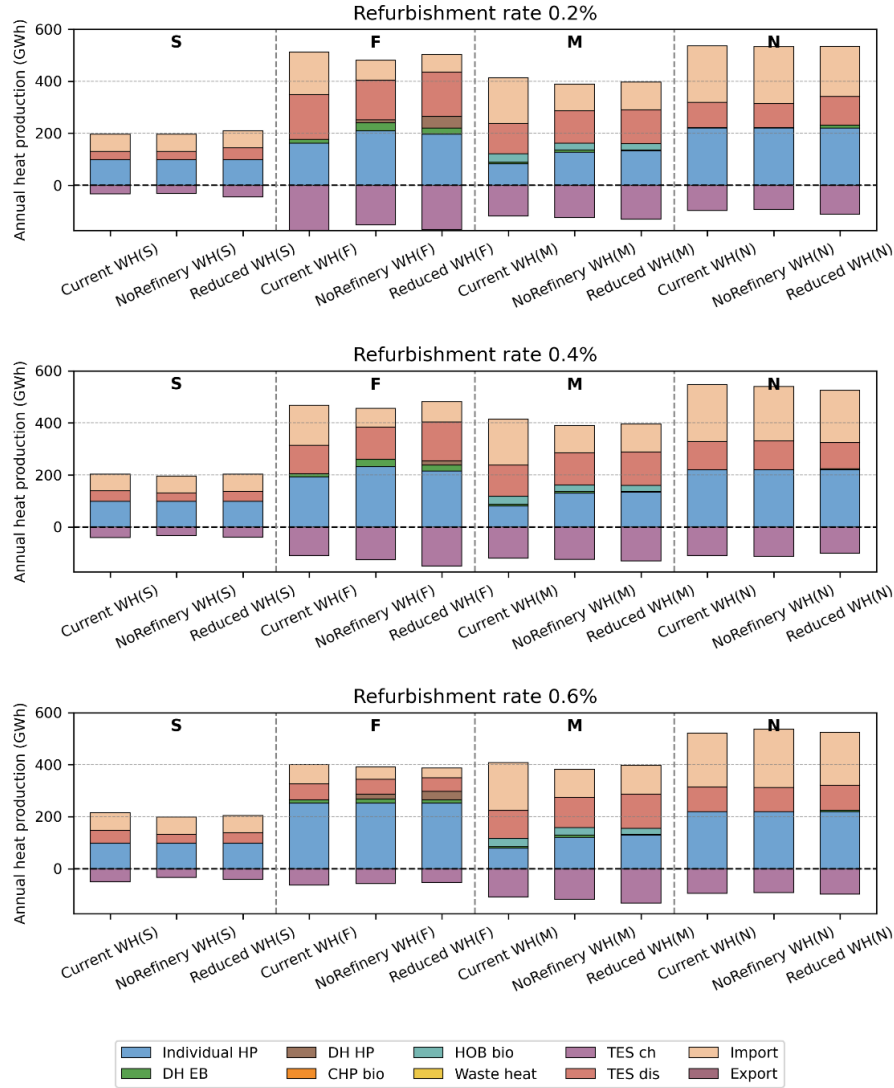 Refurbishment rate 0.2%
Annual heat production (GWh)
600
400
200
0
S F M N
Current WH(S) NoRefinery WH(S) Reduced WH(S) Current WH(F) NoRefinery WH(F) Reduced WH(F) Current WH(M) NoRefinery WH(M) Reduced WH(M) Current WH(N) NoRefinery WH(N) Reduced WH(N)
Refurbishment rate 0.4%
Annual heat production (GWh)
600
400
200
0
S F M N
Current WH(S) NoRefinery WH(S) Reduced WH(S) Current WH(F) NoRefinery WH(F) Reduced WH(F) Current WH(M) NoRefinery WH(M) Reduced WH(M) Current WH(N) NoRefinery WH(N) Reduced WH(N)
Refurbishment rate 0.6%
Annual heat production (GWh)
600
400
200
0
S F M N
Current WH(S) NoRefinery WH(S) Reduced WH(S) Current WH(F) NoRefinery WH(F) Reduced WH(F) Current WH(M) NoRefinery WH(M) Reduced WH(M) Current WH(N) NoRefinery WH(N) Reduced WH(N)
Individual HP DH HP HOB bio TES ch Import
DH EB CHP bio Waste heat TES dis Export